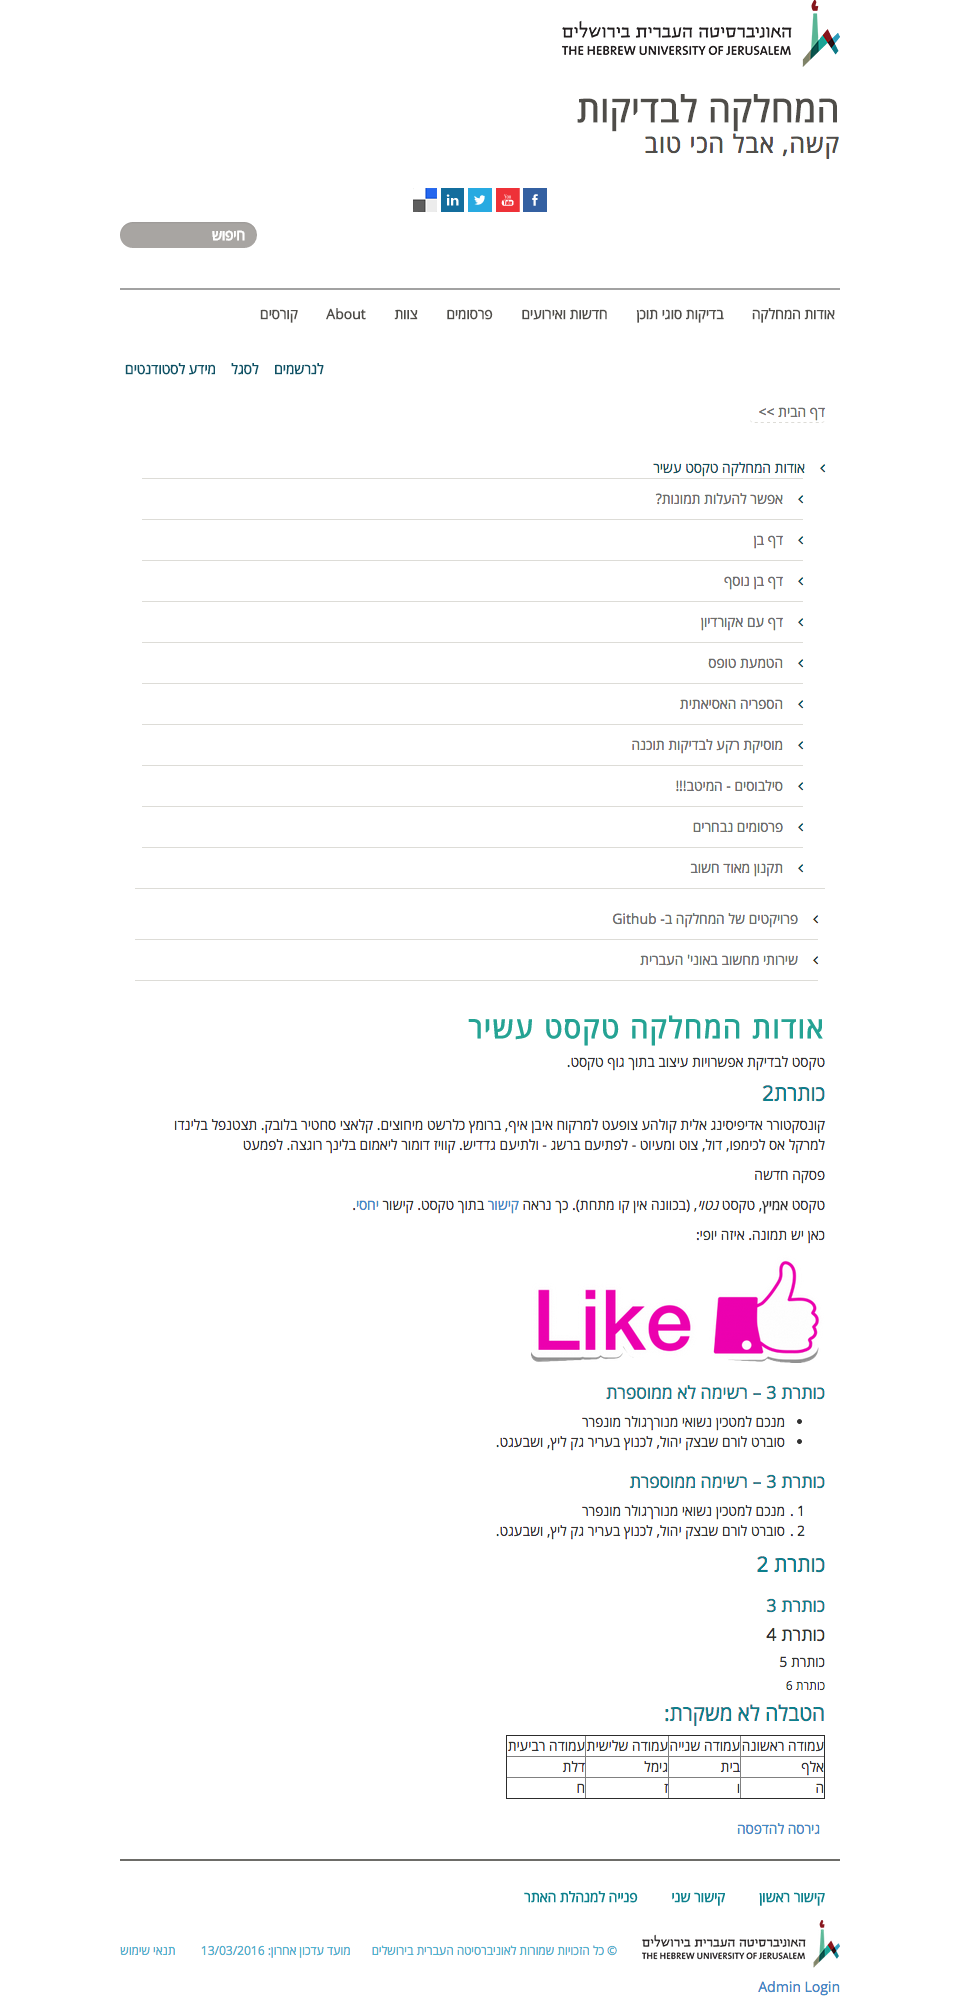 האוניברסיטה העברית בירושלים
THE HEBREW UNIVERSITY OF JERUSALEM
המחלקה לבדיקות
קשה, אבל הכי טוב
חיפוש
אודות המחלקה בדיקות סוגי תוכן חדשות ואירועים פרסומים צוות About קורסים
לנרשמים לסגל מידע לסטודנטים
דף הבית >>
אודות המחלקה טקסט עשיר
אפשר להעלות תמונות?
דף בן
דף בן נוסף
דף עם אקורדיון
הטמעת טופס
הספריה האסיאתית
מוסיקת רקע לבדיקות תוכנה
סילבוסים - המיטב!!!
פרסומים נבחרים
תקנון מאוד חשוב
פרויקטים של המחלקה ב- Github
שירותי מחשוב באוני' העברית
אודות המחלקה טקסט עשיר
טקסט לבדיקת אפשרויות עיצוב בתוך גוף טקסט.
כותרת2
קונסקטורר אדיפיסינג אלית קולהע צופעט למרקוח איבן איף, ברומץ כלרשט מיחוצים. קלאצי סחטיר בלובק. תצטנפל בלינדו
למרקל אס לכימפו, דול, צוט ומעיוט - לפתיעם ברשג - ולתיעם גדדיש. קוויז דומור ליאמום בלינך רוגצה. לפמעט
פסקה חדשה
טקסט אמיץ, טקסט נטוי, (בכוונה אין קו מתחת). כך נראה קישור בתוך טקסט. קישור יחסי.
כאן יש תמונה. איזה יופי:
Like
כותרת 3 – רשימה לא ממוספרת
• מנכם למטכין נשואי מנורךגולר מונפרר
• סוברט לורם שבצק יהול, לכנוץ בעריר גק ליץ, ושבעגט.
כותרת 3 – רשימה ממוספרת
1. מנכם למטכין נשואי מנורךגולר מונפרר
2. סוברט לורם שבצק יהול, לכנוץ בעריר גק ליץ, ושבעגט.
כותרת 2
כותרת 3
כותרת 4
כותרת 5
כותרת 6
הטבלה לא משקרת:
עמודה ראשונה עמודה שנייה עמודה שלישית עמודה רביעית
אלף בית גימל דלת
ה ו ז ח
גירסה להדפסה
קישור ראשון קישור שני פנייה למנהלת האתר
האוניברסיטה העברית בירושלים
THE HEBREW UNIVERSITY OF JERUSALEM
© כל הזכויות שמורות לאוניברסיטה העברית בירושלים מועד עדכון אחרון: 13/03/2016 תנאי שימוש
Admin Login